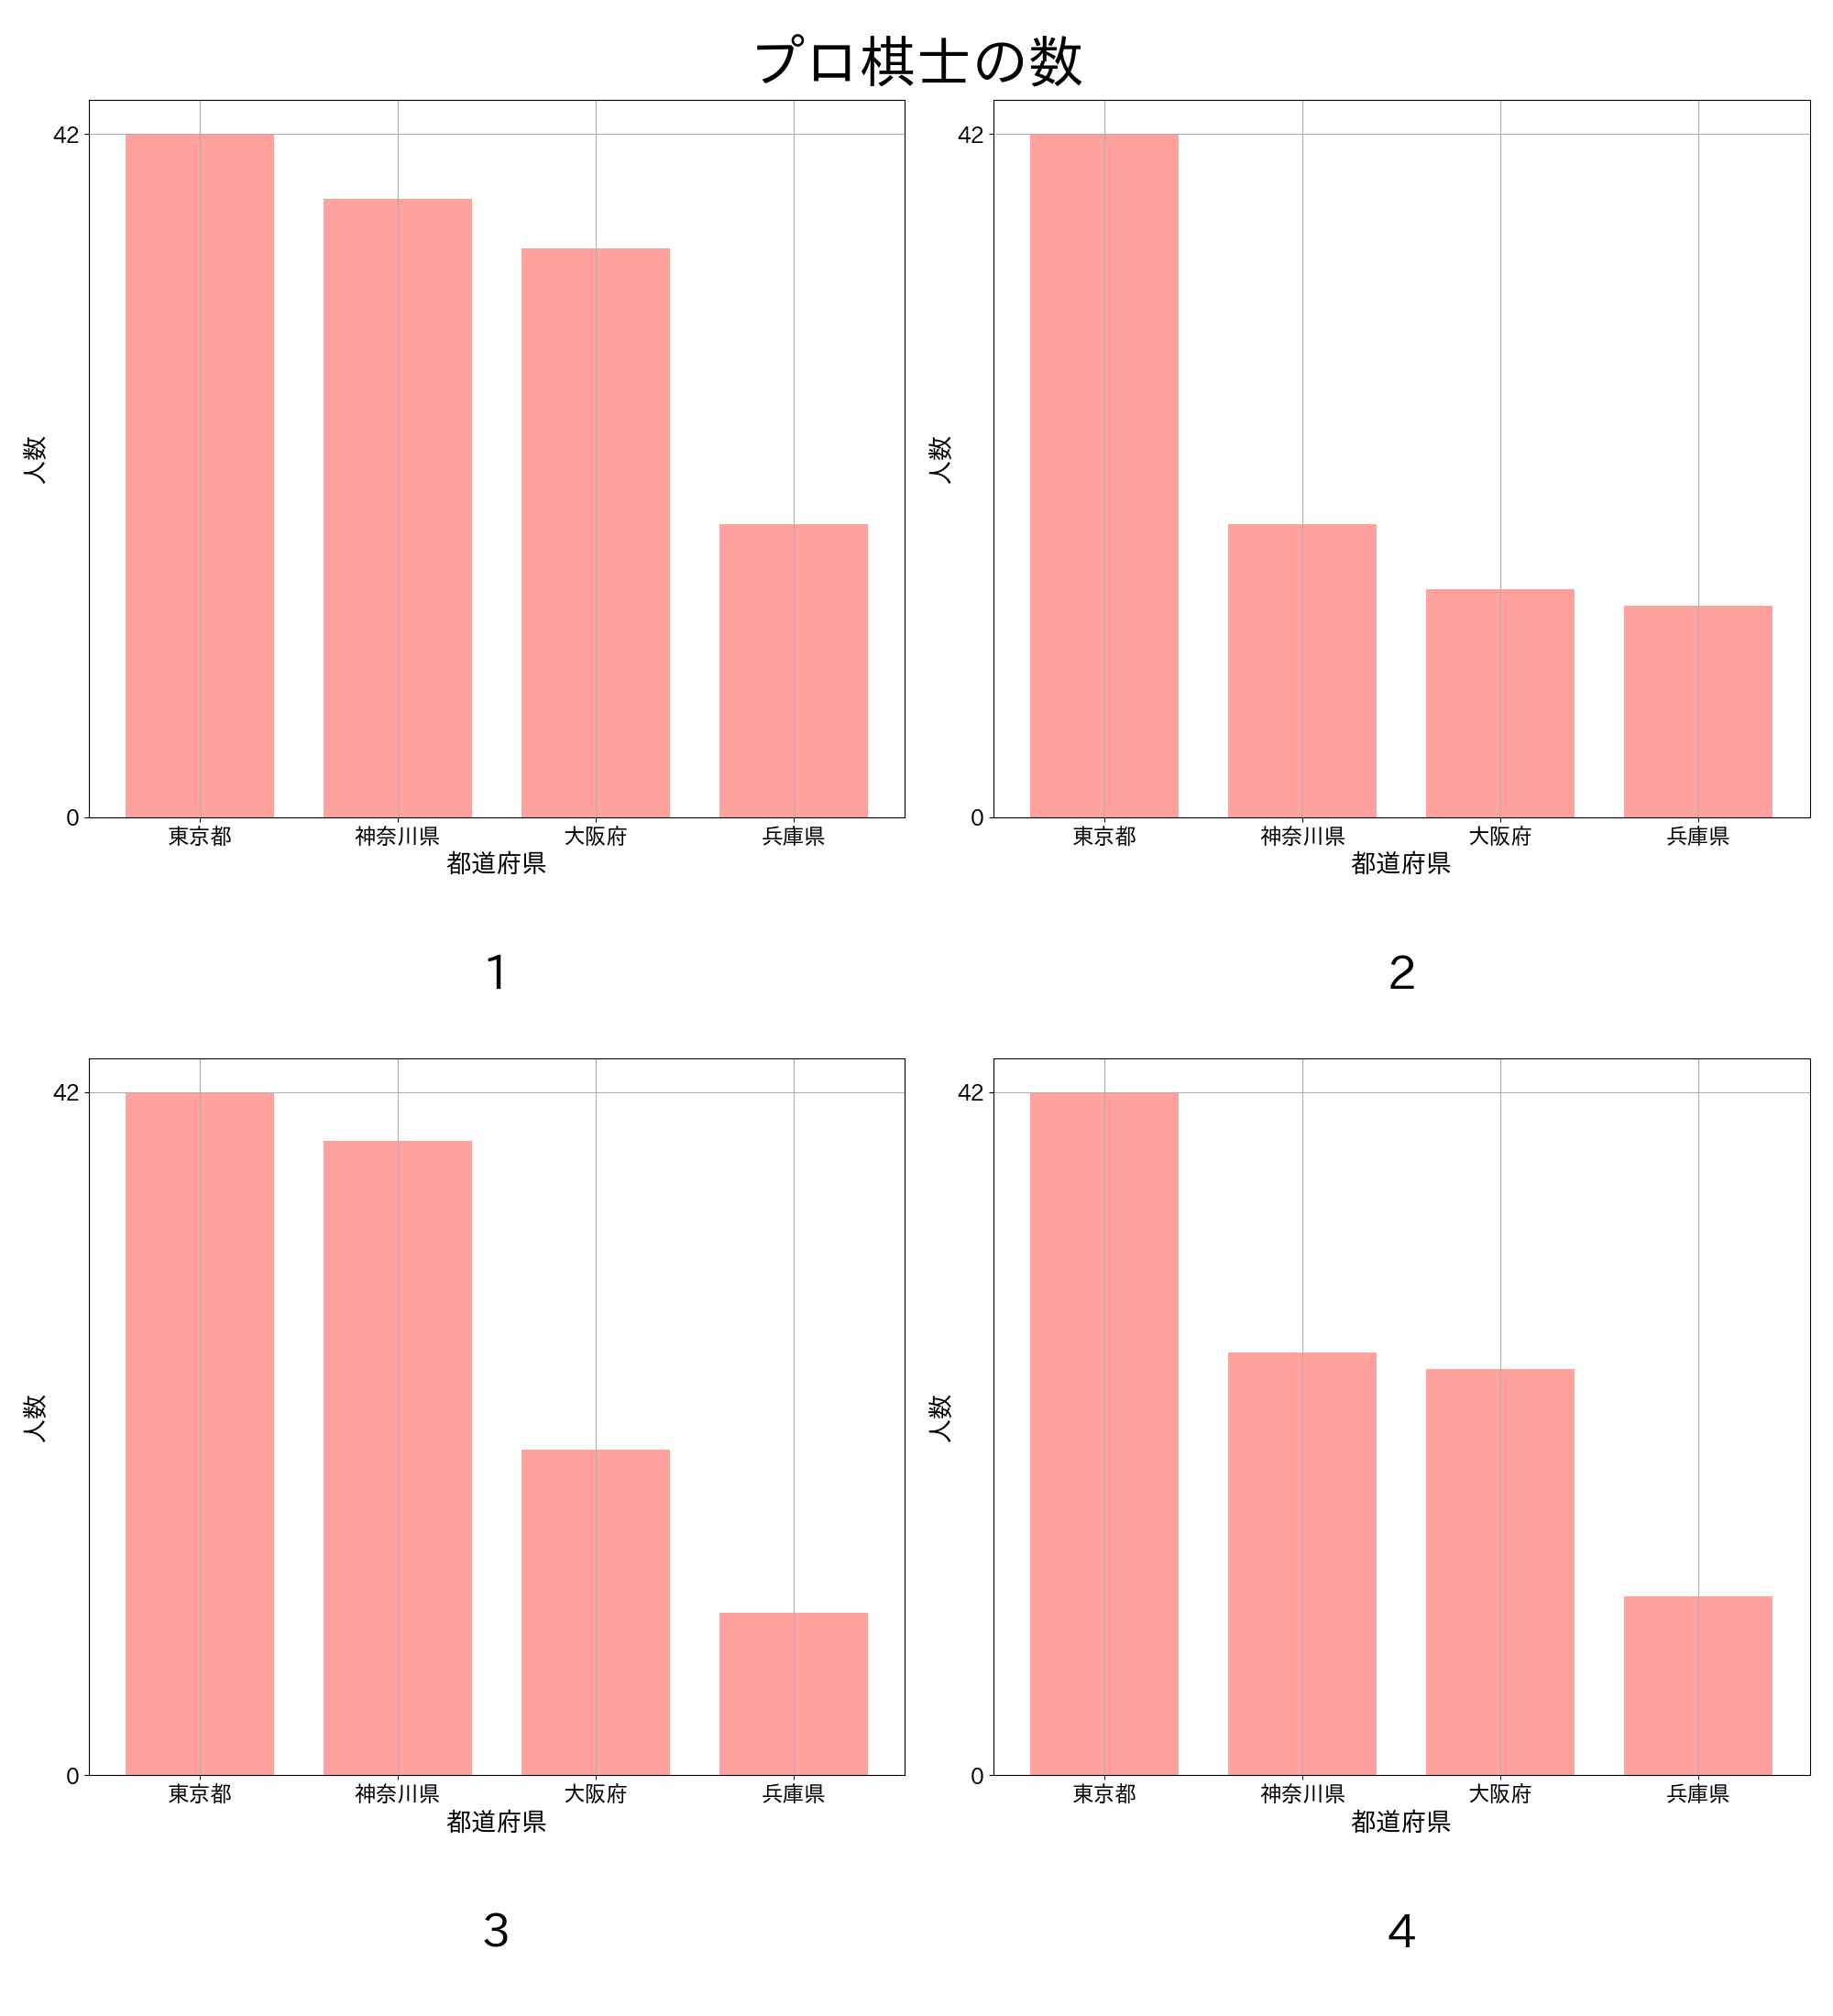 プロ棋士の数
42
0
人数
東京都 神奈川県 大阪府 兵庫県
都道府県
1
42
0
人数
東京都 神奈川県 大阪府 兵庫県
都道府県
2
42
0
人数
東京都 神奈川県 大阪府 兵庫県
都道府県
3
42
0
人数
東京都 神奈川県 大阪府 兵庫県
都道府県
4